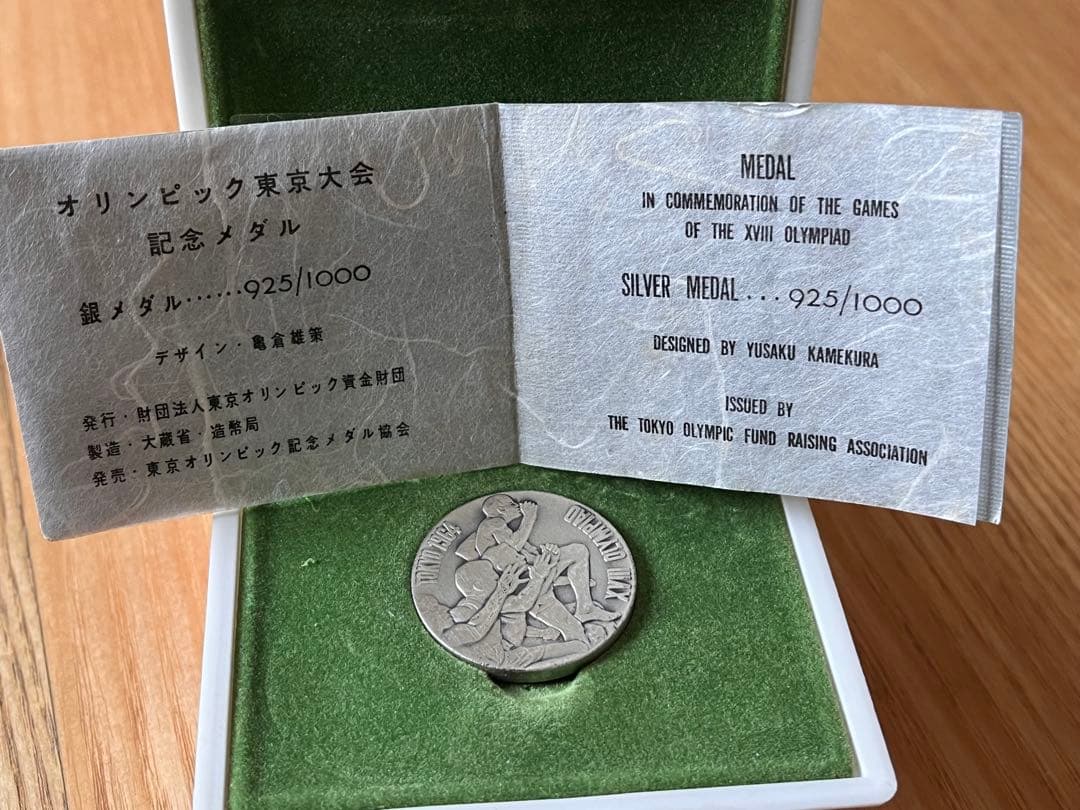 オリンピック東京大会
記念メダル
銀メダル……925/1000
デザイン・亀倉雄策
発行・財団法人東京オリンピック資金財団
製造・大蔵省・造幣局
発売・東京オリンピック記念メダル協会
MEDAL
IN COMMEMORATION OF THE GAMES
OF THE XVIII OLYMPIAD
SILVER MEDAL...925/1000
DESIGNED BY YUSAKU KAMEKURA
ISSUED BY
THE TOKYO OLYMPIC FUND RAISING ASSOCIATION
TOKYO 1964
XVIII OLYMPIAD